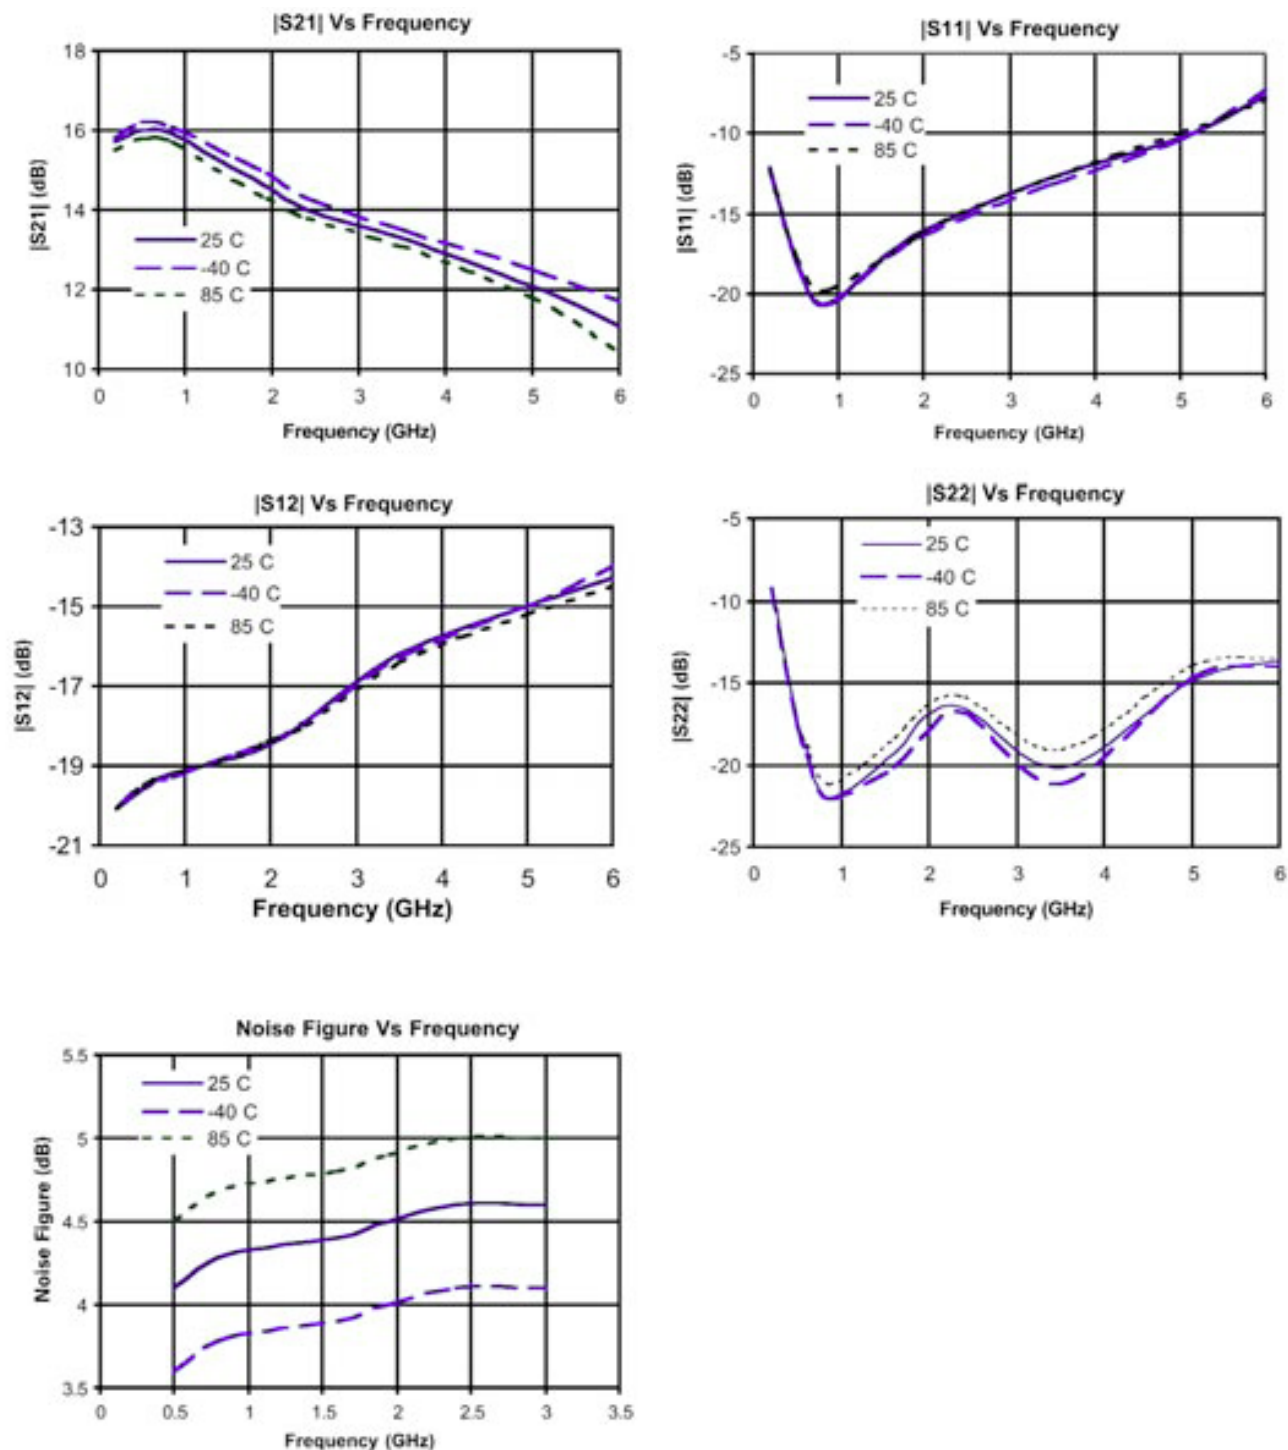 |S21| Vs Frequency
18
16
14
12
10
|S21| (dB)
25 C
-40 C
85 C
0 1 2 3 4 5 6
Frequency (GHz)
|S11| Vs Frequency
-5
-10
-15
-20
-25
|S11| (dB)
25 C
-40 C
85 C
0 1 2 3 4 5 6
Frequency (GHz)
|S12| Vs Frequency
-13
-15
-17
-19
-21
|S12| (dB)
25 C
-40 C
85 C
0 1 2 3 4 5 6
Frequency (GHz)
|S22| Vs Frequency
-5
-10
-15
-20
-25
|S22| (dB)
25 C
-40 C
85 C
0 1 2 3 4 5 6
Frequency (GHz)
Noise Figure Vs Frequency
5.5
5
4.5
4
3.5
Noise Figure (dB)
25 C
-40 C
85 C
0 0.5 1 1.5 2 2.5 3 3.5
Frequency (GHz)